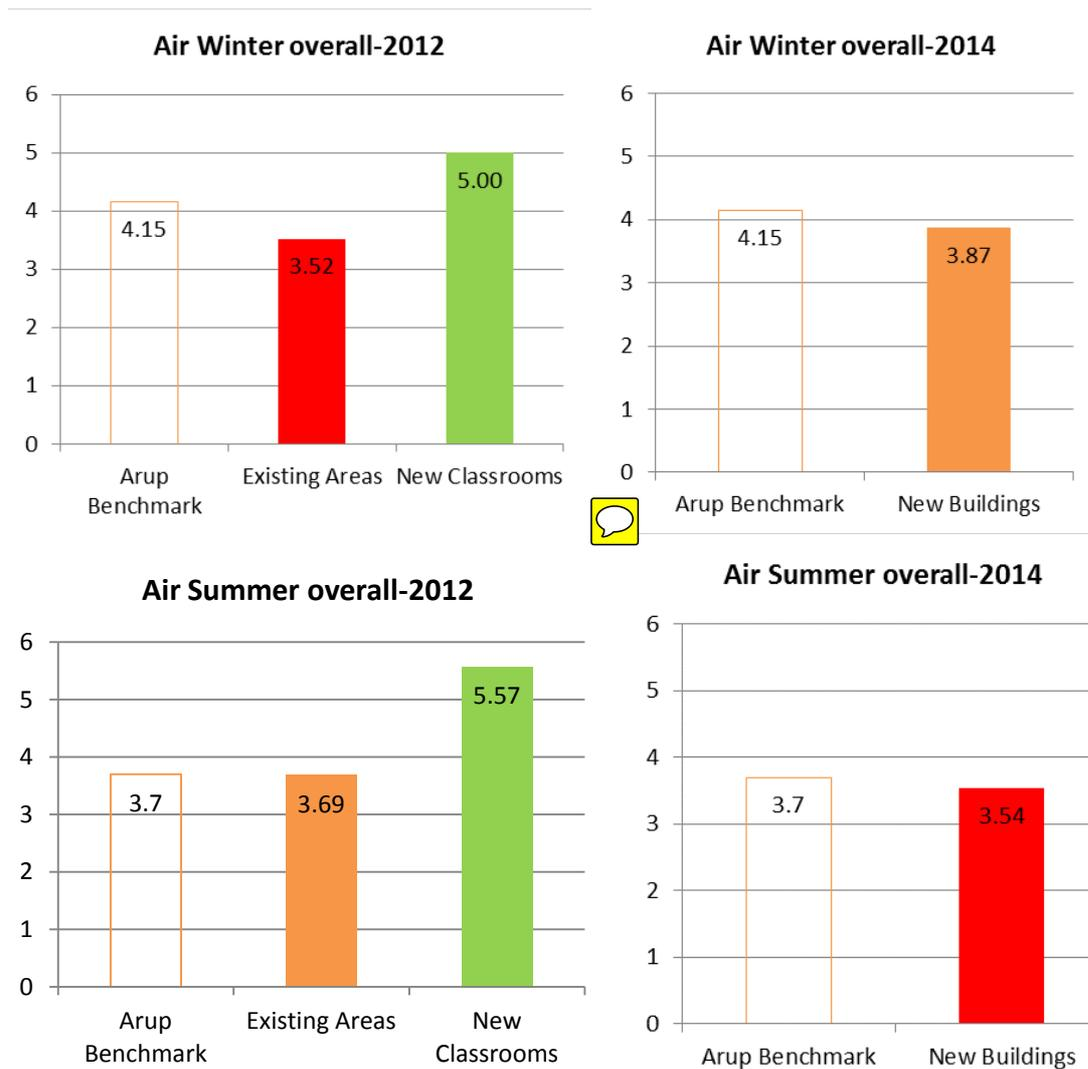 Air Winter overall-2012
6
5
4
3
2
1
0
4.15
3.52
5.00
Arup
Benchmark
Existing Areas
New Classrooms
Air Winter overall-2014
6
5
4
3
2
1
0
4.15
3.87
Arup Benchmark
New Buildings
Air Summer overall-2012
6
5
4
3
2
1
0
3.7
3.69
5.57
Arup
Benchmark
Existing Areas
New
Classrooms
Air Summer overall-2014
6
5
4
3
2
1
0
3.7
3.54
Arup Benchmark
New Buildings